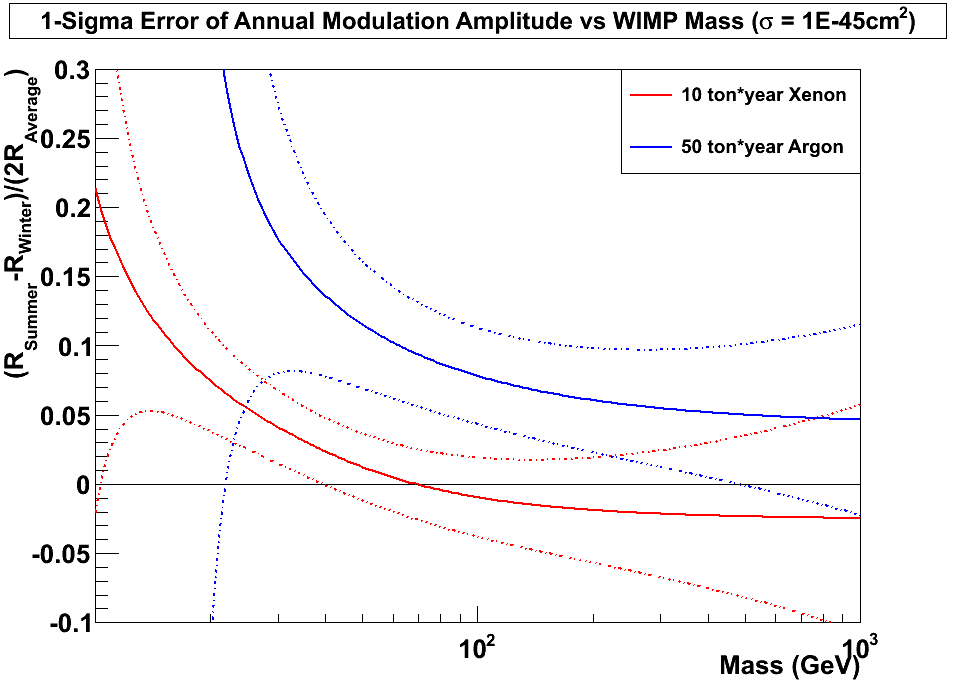 1-Sigma Error of Annual Modulation Amplitude vs WIMP Mass (σ = 1E-45cm²)
10 ton*year Xenon
50 ton*year Argon
(R_Summer-R_Winter)/(2R_Average)
0.3
0.25
0.2
0.15
0.1
0.05
0
-0.05
-0.1
10²
10³
Mass (GeV)